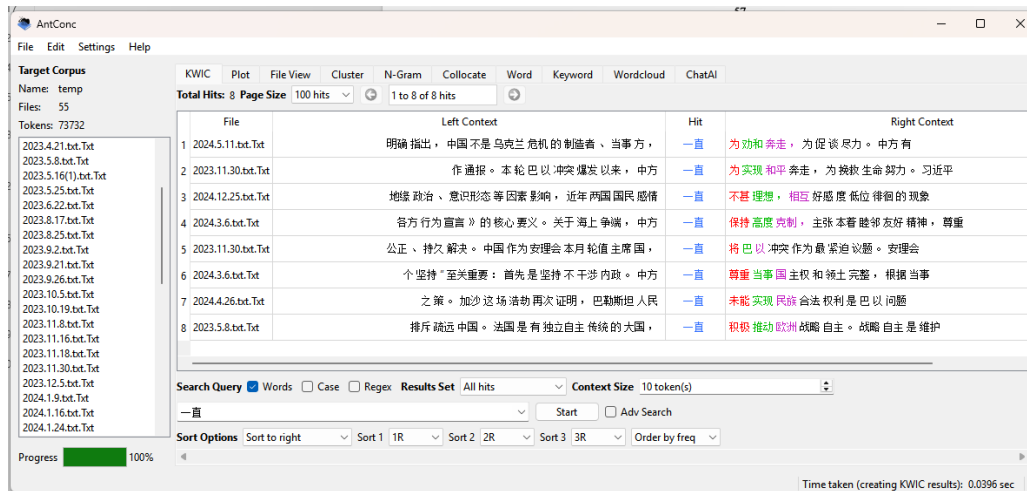 AntConc
File Edit Settings Help
Target Corpus
Name: temp
Files: 55
Tokens: 73732
2023.4.21.txt.Txt
2023.5.8.txt.Txt
2023.5.16(1).txt.Txt
2023.5.25.txt.Txt
2023.6.22.txt.Txt
2023.8.17.txt.Txt
2023.8.25.txt.Txt
2023.9.2.txt.Txt
2023.9.21.txt.Txt
2023.9.26.txt.Txt
2023.10.5.txt.Txt
2023.10.19.txt.Txt
2023.11.8.txt.Txt
2023.11.16.txt.Txt
2023.11.18.txt.Txt
2023.11.30.txt.Txt
2023.12.5.txt.Txt
2024.1.9.txt.Txt
2024.1.16.txt.Txt
2024.1.24.txt.Txt
Progress 100%
KWIC Plot File View Cluster N-Gram Collocate Word Keyword Wordcloud ChatAI
Total Hits: 8 Page Size 100 hits 1 to 8 of 8 hits
File Left Context Hit Right Context
1 2024.5.11.txt.Txt 明确 指出 ， 中国 不是 乌克兰 危机 的 制造者 、 当事 方 ， 一直 为 劝和 奔走 ， 为 促 谈 尽力 。 中方 有
2 2023.11.30.txt.Txt 作 通报 。 本 轮 巴 以 冲突 爆发 以来 ， 中方 一直 为 实现 和平 奔走 ， 为 挽救 生命 努力 。 习近平
3 2024.12.25.txt.Txt 地缘 政治 、 意识形态 等 因素 影响 ， 近年 两国 国民 感情 一直 不甚 理想 ， 相互 好感 度 低位 徘徊 的 现象
4 2024.3.6.txt.Txt 各方 行为 宣言 》 的 核心 要义 。 关于 海上 争端 ， 中方 一直 保持 高度 克制 ， 主张 本着 睦邻 友好 精神 ， 尊重
5 2023.11.30.txt.Txt 公正 、 持久 解决 。 中国 作为 安理会 本月 轮值 主席 国 ， 一直 将 巴 以 冲突 作为 最 紧迫 议题 。 安理会
6 2024.3.6.txt.Txt 个 坚持 " 至关 重要 ： 首先 是 坚持 不 干涉 内政 。 中方 一直 尊重 当事 国 主权 和 领土 完整 ， 根据 当事
7 2024.4.26.txt.Txt 之 策 。 加沙 这 场 浩劫 再次 证明 ， 巴勒斯坦 人民 一直 未能 实现 民族 合法 权利 是 巴 以 问题
8 2023.5.8.txt.Txt 排斥 疏远 中国 。 法国 是 有 独立 自主 传统 的 大国 ， 一直 积极 推动 欧洲 战略 自主 。 战略 自主 是 维护
Search Query Words Case Regex Results Set All hits Context Size 10 token(s)
一直 Start Adv Search
Sort Options Sort to right Sort 1 1R Sort 2 2R Sort 3 3R Order by freq
Time taken (creating KWIC results): 0.0396 sec